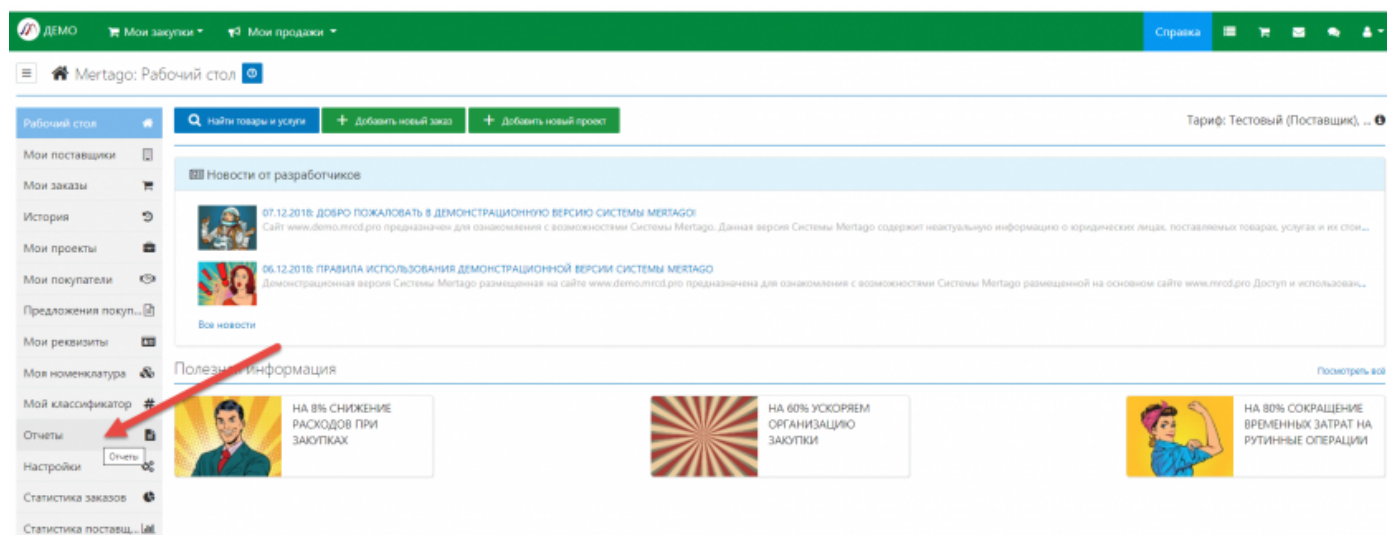 ДЕМО Мои закупки Мои продажи Справка
Mertago: Рабочий стол
Рабочий стол
Мои поставщики
Мои заказы
История
Мои проекты
Мои покупатели
Предложения покуп...
Мои реквизиты
Моя номенклатура
Мой классификатор
Отчеты
Отчеты
Настройки
Статистика заказов
Статистика поставщ...
Найти товары и услуги + Добавить новый заказ + Добавить новый проект
Тариф: Тестовый (Поставщик), ...
Новости от разработчиков
07.12.2018: ДОБРО ПОЖАЛОВАТЬ В ДЕМОНСТРАЦИОННУЮ ВЕРСИЮ СИСТЕМЫ MERTAGO!
Сайт www.demo.mrcd.pro предназначен для ознакомления с возможностями Системы Mertago. Данная версия Системы Mertago содержит неактуальную информацию о юридических лицах, поставляемых товарах, услугах и их стои...
06.12.2018: ПРАВИЛА ИСПОЛЬЗОВАНИЯ ДЕМОНСТРАЦИОННОЙ ВЕРСИИ СИСТЕМЫ MERTAGO
Демонстрационная версия Системы Mertago размещенная на сайте www.demo.mrcd.pro предназначена для ознакомления с возможностями Системы Mertago размещенной на основном сайте www.mrcd.pro Доступ и использован...
Все новости
Полезная информация
Посмотреть всё
НА 8% СНИЖЕНИЕ
РАСХОДОВ ПРИ
ЗАКУПКАХ
НА 60% УСКОРЯЕМ
ОРГАНИЗАЦИЮ
ЗАКУПКИ
НА 80% СОКРАЩЕНИЕ
ВРЕМЕННЫХ ЗАТРАТ НА
РУТИННЫЕ ОПЕРАЦИИ